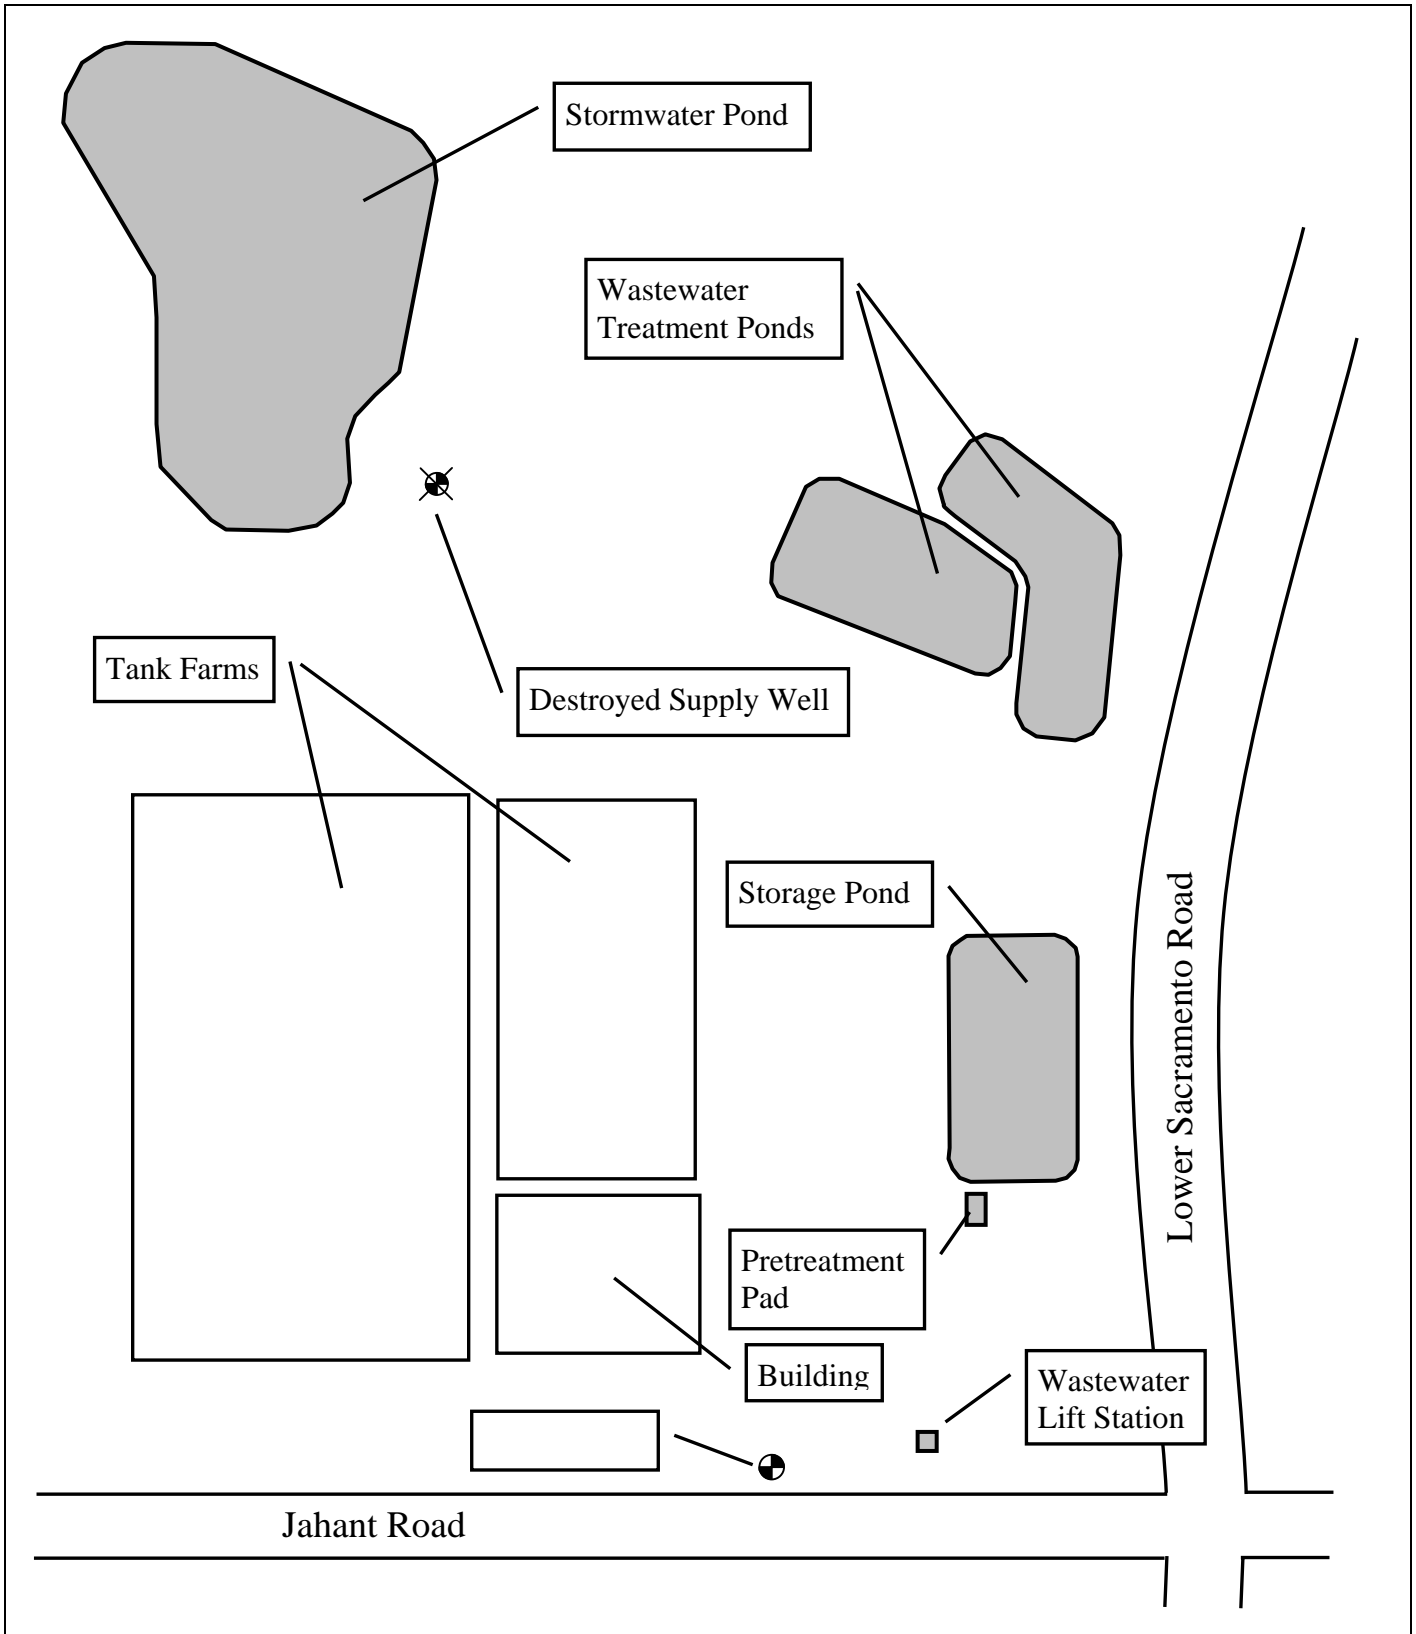 Stormwater Pond
Wastewater
Treatment Ponds
Tank Farms
Destroyed Supply Well
Storage Pond
Lower Sacramento Road
Pretreatment
Pad
Building
Wastewater
Lift Station
Jahant Road